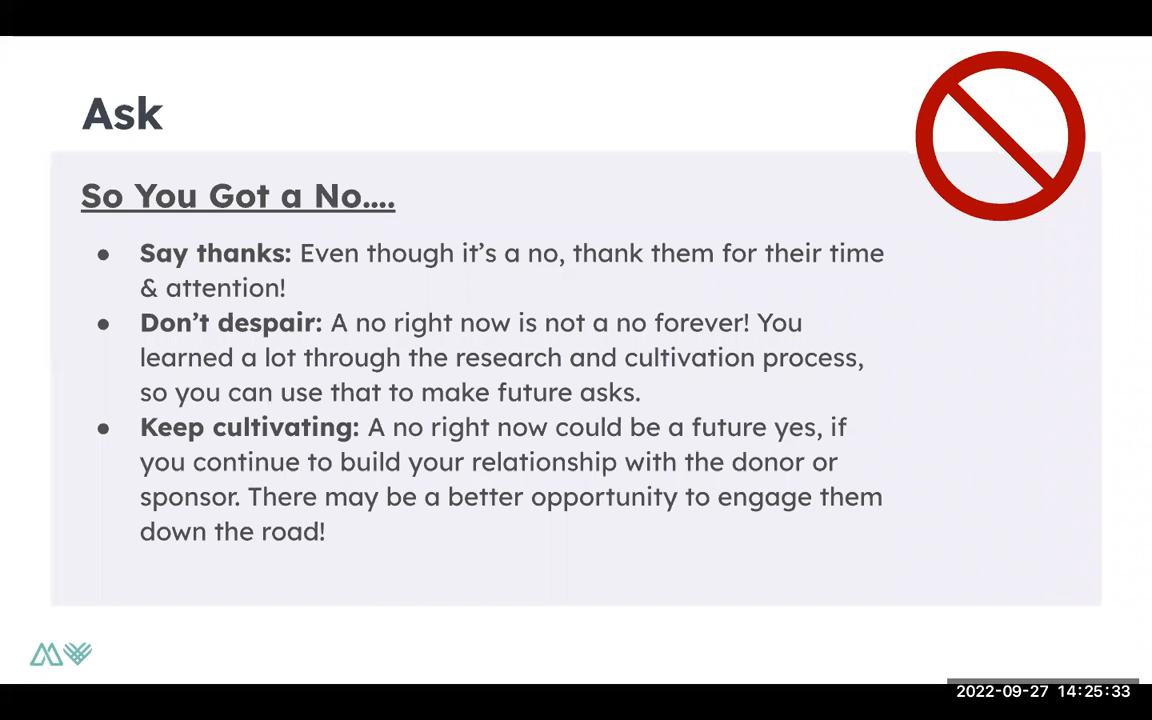 Ask
So You Got a No....
● Say thanks: Even though it’s a no, thank them for their time
& attention!
● Don’t despair: A no right now is not a no forever! You
learned a lot through the research and cultivation process,
so you can use that to make future asks.
● Keep cultivating: A no right now could be a future yes, if
you continue to build your relationship with the donor or
sponsor. There may be a better opportunity to engage them
down the road!
2022-09-27 14:25:33